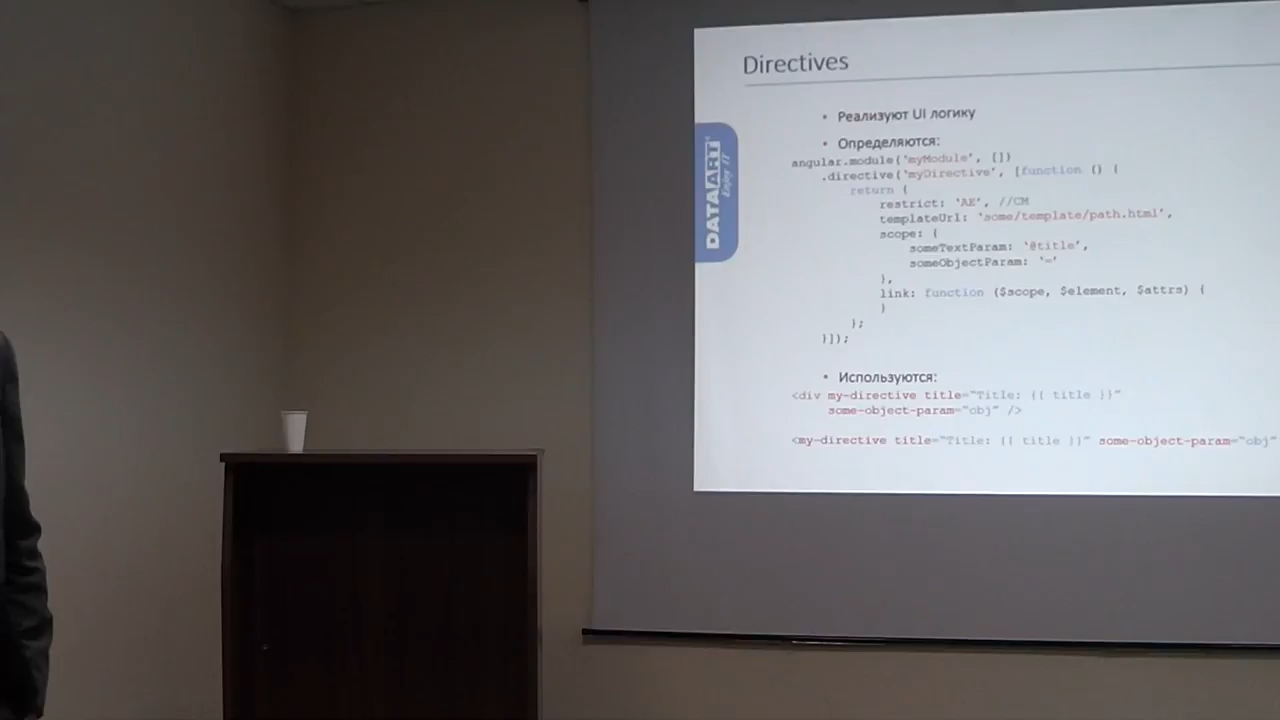 Directives
• Реализуют UI логику
• Определяются:
angular.module('myModule', [])
.directive('myDirective', [function () {
return {
restrict: 'AE', //CM
templateUrl: 'some/template/path.html',
scope: {
someTextParam: '@title',
someObjectParam: '='
},
link: function ($scope, $element, $attrs) {
}
};
}]);
• Используются:
<div my-directive title="Title: {{ title }}"
some-object-param="obj" />
<my-directive title="Title: {{ title }}" some-object-param="obj"
DATAART
Enjoy IT